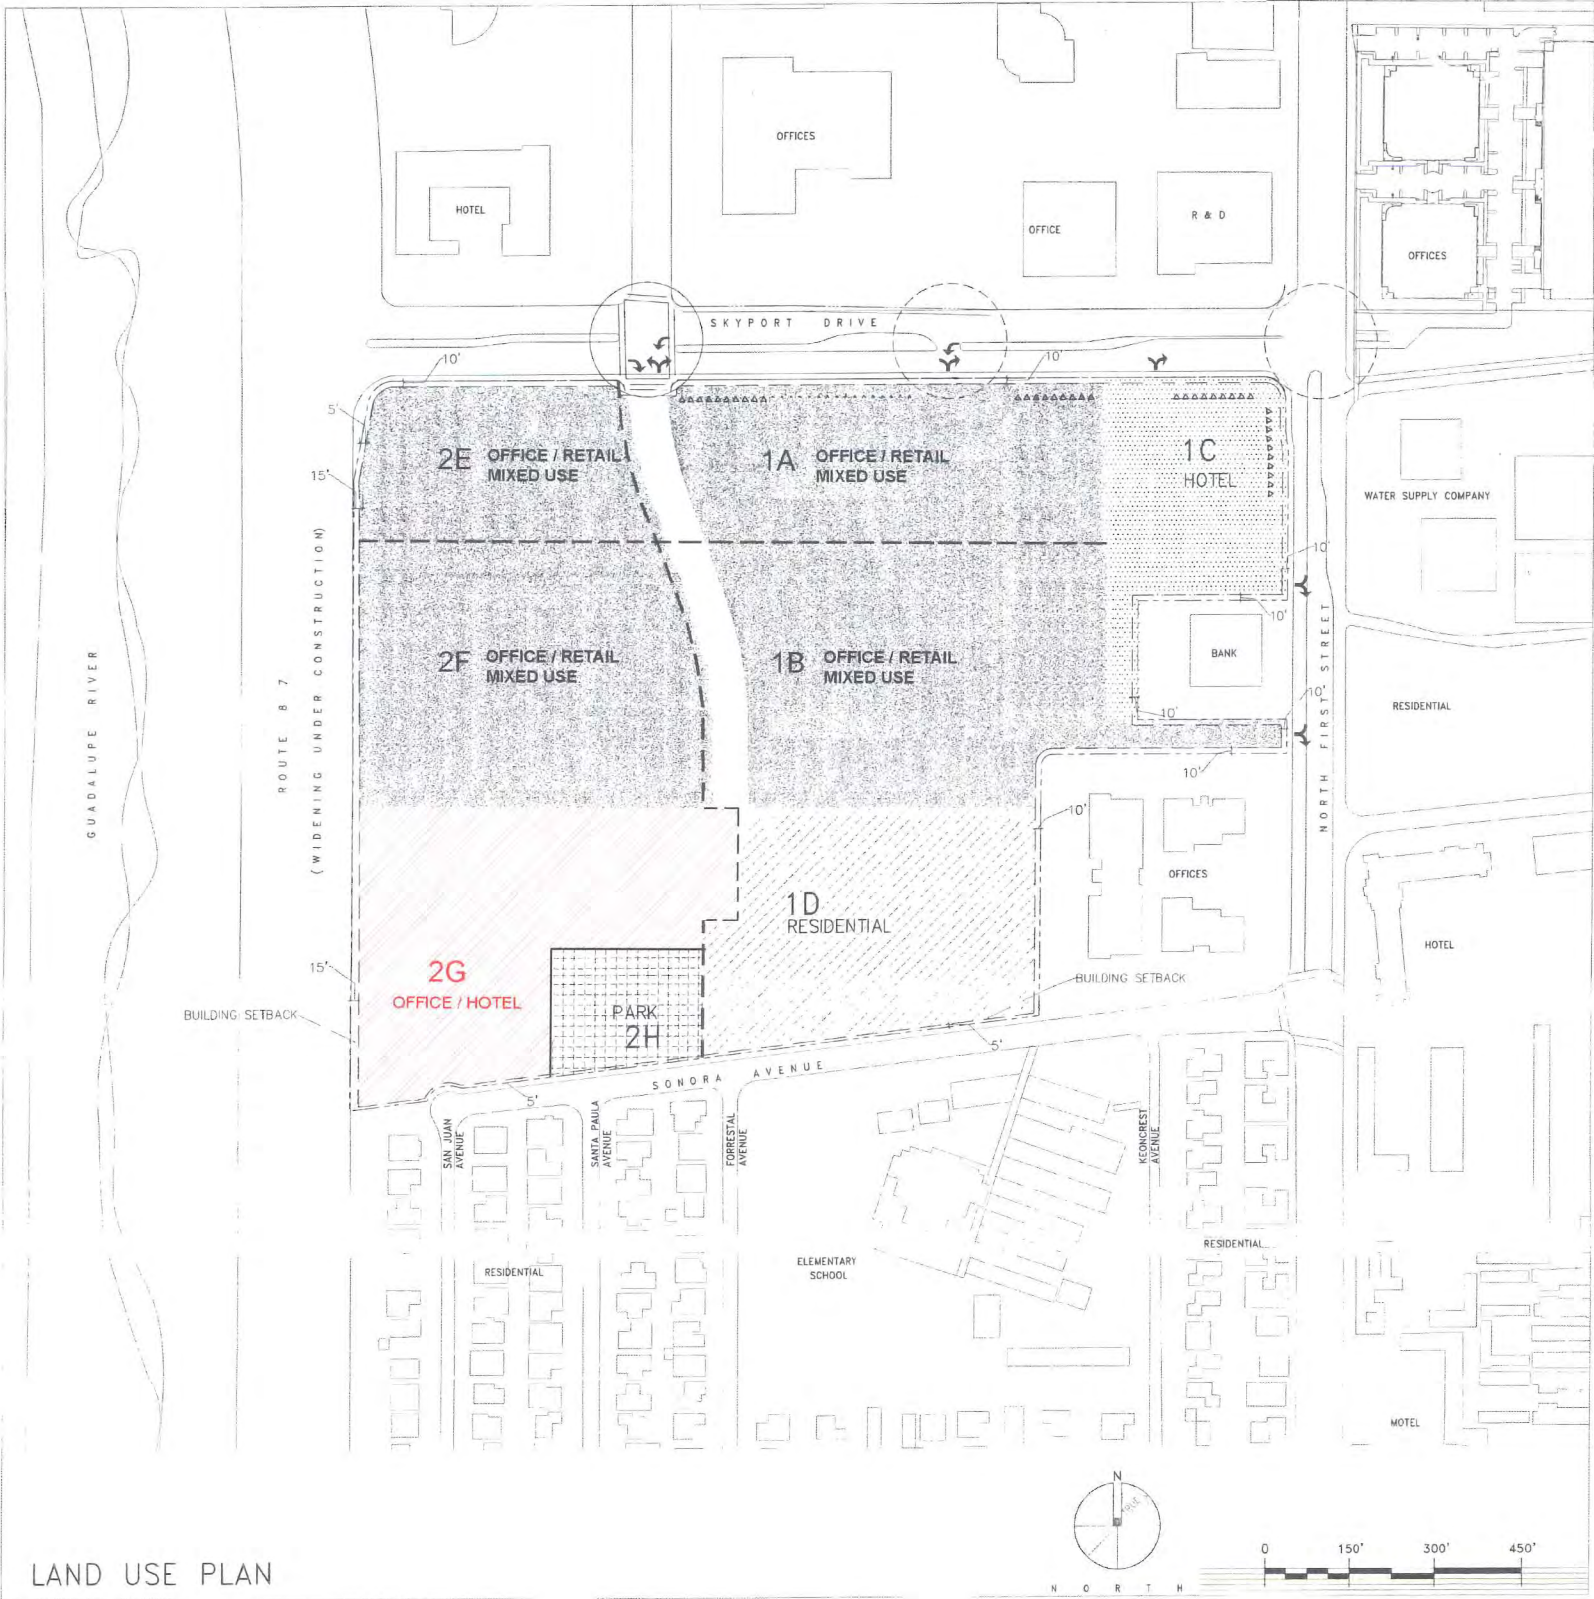 OFFICES
HOTEL
OFFICE
R & D
OFFICES
SKYPORT DRIVE
10'
10'
5'
15'
2E OFFICE / RETAIL
MIXED USE
1A OFFICE / RETAIL
MIXED USE
1C
HOTEL
WATER SUPPLY COMPANY
10'
10'
2F OFFICE / RETAIL
MIXED USE
1B OFFICE / RETAIL
MIXED USE
BANK
10'
10'
10'
RESIDENTIAL
GUADALUPE RIVER
ROUTE 87
(WIDENING UNDER CONSTRUCTION)
NORTH FIRST STREET
10'
OFFICES
1D
RESIDENTIAL
HOTEL
15'
2G
OFFICE / HOTEL
BUILDING SETBACK
BUILDING SETBACK
PARK
2H
5'
5'
SONORA AVENUE
SAN JUAN
AVENUE
SANTA PAULA
AVENUE
FORRESTAL
AVENUE
KEONCREST
AVENUE
RESIDENTIAL
ELEMENTARY
SCHOOL
RESIDENTIAL
MOTEL
N
TRUE
NORTH
0 150' 300' 450'
LAND USE PLAN